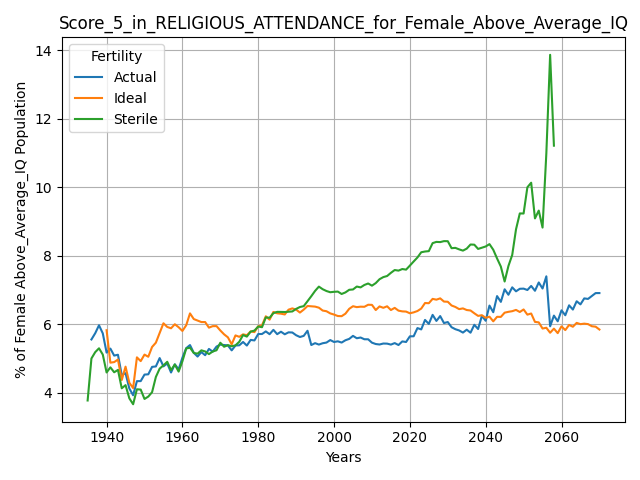 Score_5_in_RELIGIOUS_ATTENDANCE_for_Female_Above_Average_IQ
% of Female Above_Average_IQ Population
14
12
10
8
6
4
Fertility
Actual
Ideal
Sterile
1940 1960 1980 2000 2020 2040 2060
Years